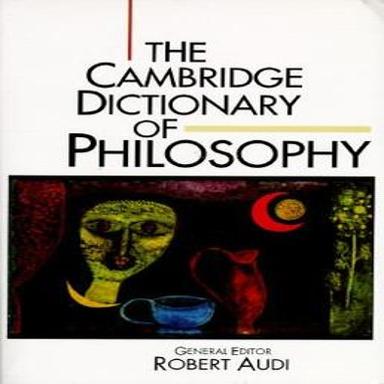 THE
CAMBRIDGE
DICTIONARY
OF
PHILOSOPHY
GENERAL EDITOR
ROBERT AUDI